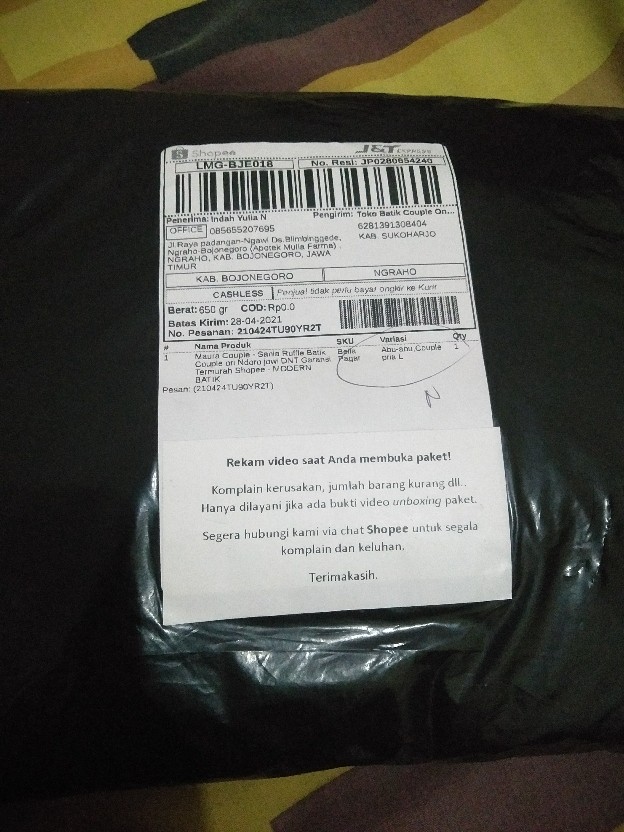 Shopee
J&T EXPRESS
LMG-BJE018
No. Resi: JP0280654240
Penerima: Indah Yulia N
Pengirim: Toko Batik Couple On...
OFFICE 085655207695
6281391308404
KAB. SUKOHARJO
Jl.Raya padangan-Ngawi Ds.Blimbinggede,
Ngraho-Bojonegoro (Apotek Mulia Farma) ,
NGRAHO, KAB. BOJONEGORO, JAWA
TIMUR
KAB. BOJONEGORO
NGRAHO
CASHLESS
Penjual tidak perlu bayar ongkir ke Kurir
Berat: 650 gr COD: Rp0.0
Batas Kirim: 28-04-2021
No. Pesanan: 210424TU90YR2T
# Nama Produk SKU Variasi Qty
1 Maura Couple - Sania Ruffle Batik Batik Abu-abu,Couple 1
Couple ori Ndoro jowi DNT Garansi Pagar pria L
Termurah Shopee - MODERN
BATIK
Pesan: (210424TU90YR2T)
Rekam video saat Anda membuka paket!
Komplain kerusakan, jumlah barang kurang dll..
Hanya dilayani jika ada bukti video unboxing paket.
Segera hubungi kami via chat Shopee untuk segala
komplain dan keluhan.
Terimakasih.